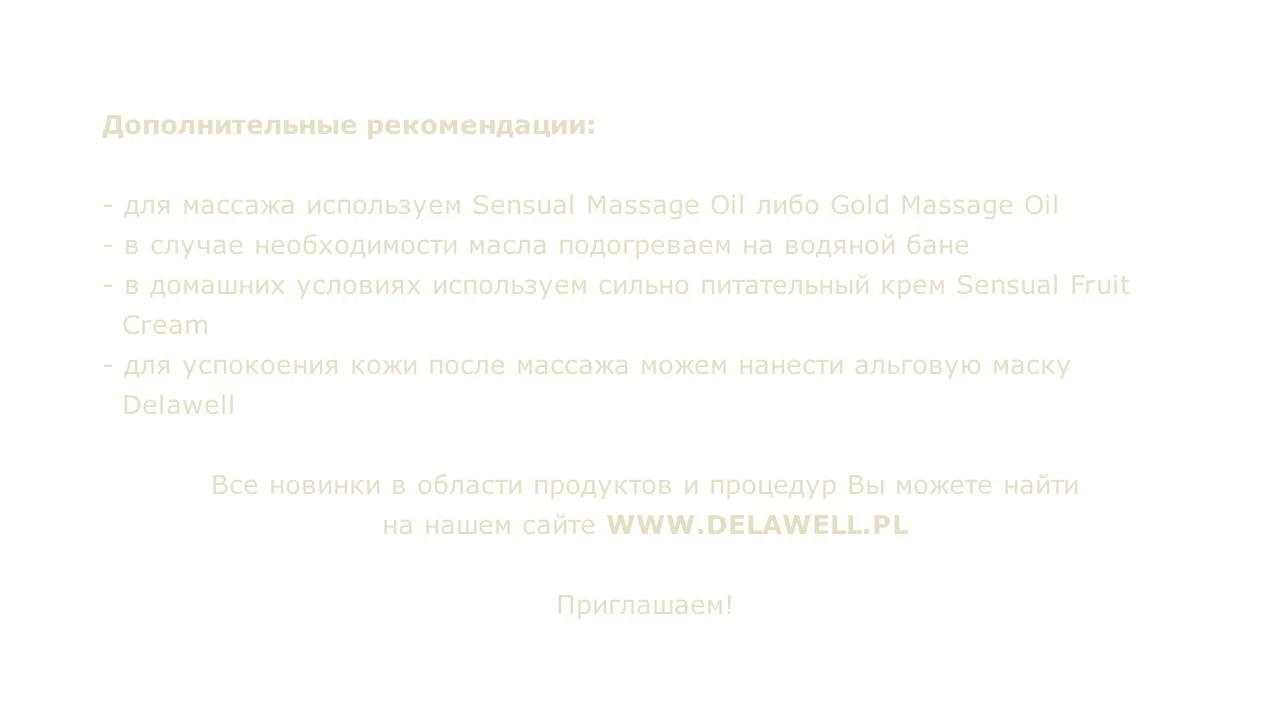 Дополнительные рекомендации:
- для массажа используем Sensual Massage Oil либо Gold Massage Oil
- в случае необходимости масла подогреваем на водяной бане
- в домашних условиях используем сильно питательный крем Sensual Fruit
Cream
- для успокоения кожи после массажа можем нанести альговую маску
Delawell
Все новинки в области продуктов и процедур Вы можете найти
на нашем сайте WWW.DELAWELL.PL
Приглашаем!